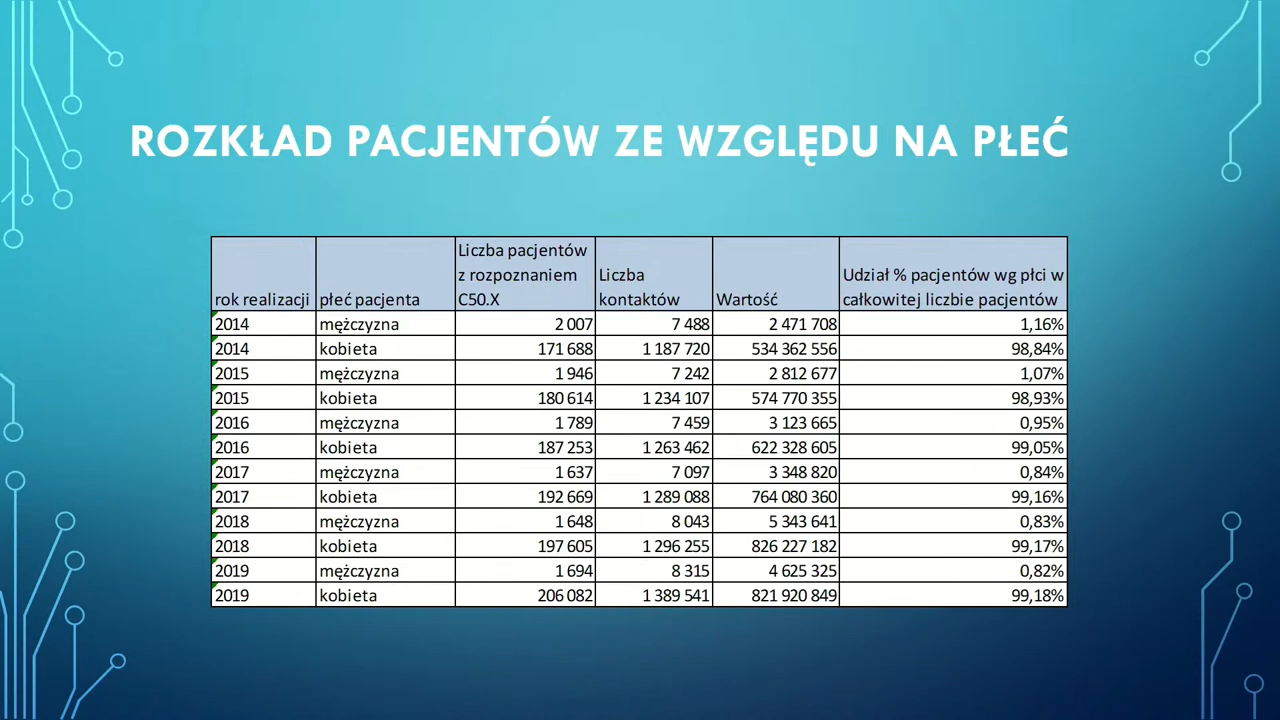 ROZKŁAD PACJENTÓW ZE WZGLĘDU NA PŁEĆ
rok realizacji płeć pacjenta Liczba pacjentów z rozpoznaniem C50.X Liczba kontaktów Wartość Udział % pacjentów wg płci w całkowitej liczbie pacjentów
2014 mężczyzna 2 007 7 488 2 471 708 1,16%
2014 kobieta 171 688 1 187 720 534 362 556 98,84%
2015 mężczyzna 1 946 7 242 2 812 677 1,07%
2015 kobieta 180 614 1 234 107 574 770 355 98,93%
2016 mężczyzna 1 789 7 459 3 123 665 0,95%
2016 kobieta 187 253 1 263 462 622 328 605 99,05%
2017 mężczyzna 1 637 7 097 3 348 820 0,84%
2017 kobieta 192 669 1 289 088 764 080 360 99,16%
2018 mężczyzna 1 648 8 043 5 343 641 0,83%
2018 kobieta 197 605 1 296 255 826 227 182 99,17%
2019 mężczyzna 1 694 8 315 4 625 325 0,82%
2019 kobieta 206 082 1 389 541 821 920 849 99,18%